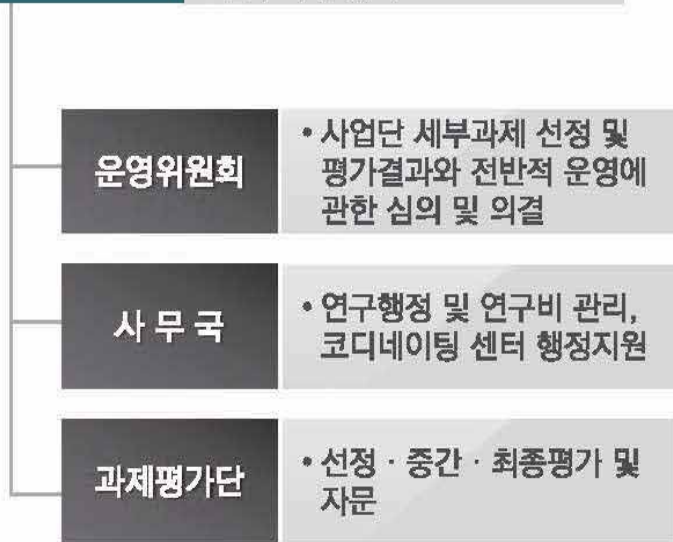 운영위원회
• 사업단 세부과제 선정 및
평가결과와 전반적 운영에
관한 심의 및 의결
사 무 국
• 연구행정 및 연구비 관리,
코디네이팅 센터 행정지원
과제평가단
• 선정 · 중간 · 최종평가 및
자문